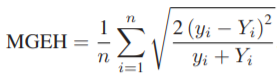 MGEH = \frac{1}{n} \sum_{i=1}^{n} \sqrt{\frac{2 (y_i - Y_i)^2}{y_i + Y_i}}